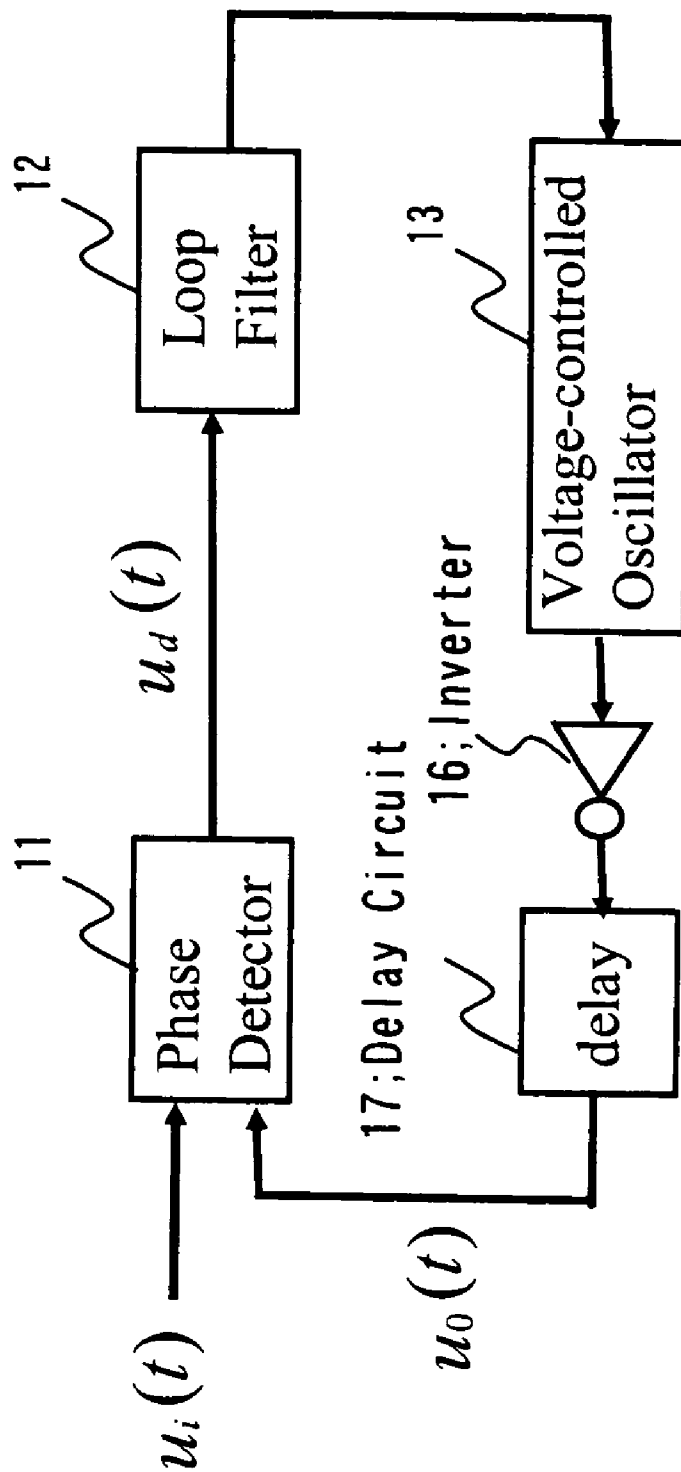 11
12
u_i(t)
Phase
Detector
u_d(t)
Loop
Filter
u_0(t)
17;Delay Circuit
16;Inverter
13
delay
Voltage-controlled
Oscillator